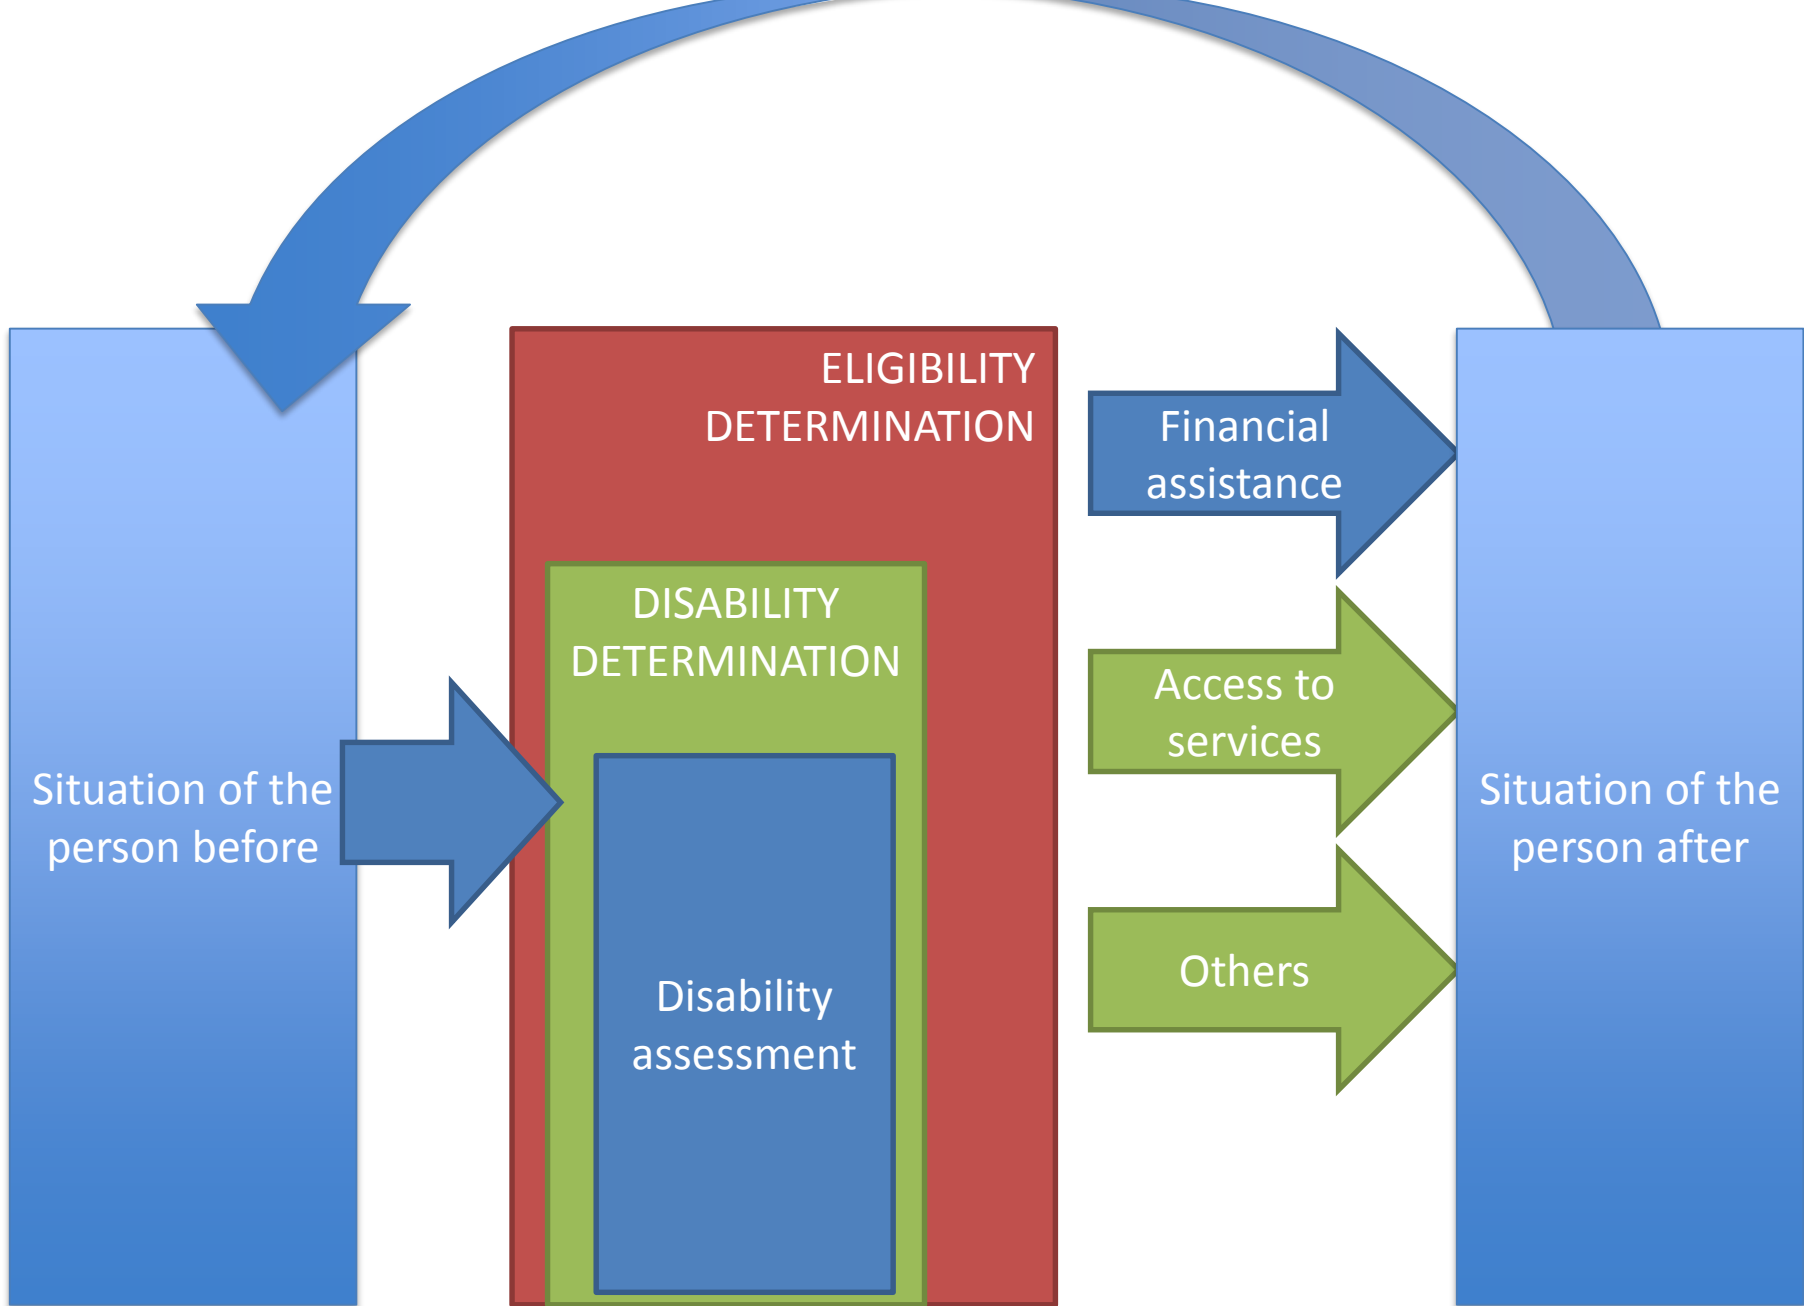 Situation of the
person before
ELIGIBILITY
DETERMINATION
DISABILITY
DETERMINATION
Disability
assessment
Financial
assistance
Access to
services
Others
Situation of the
person after